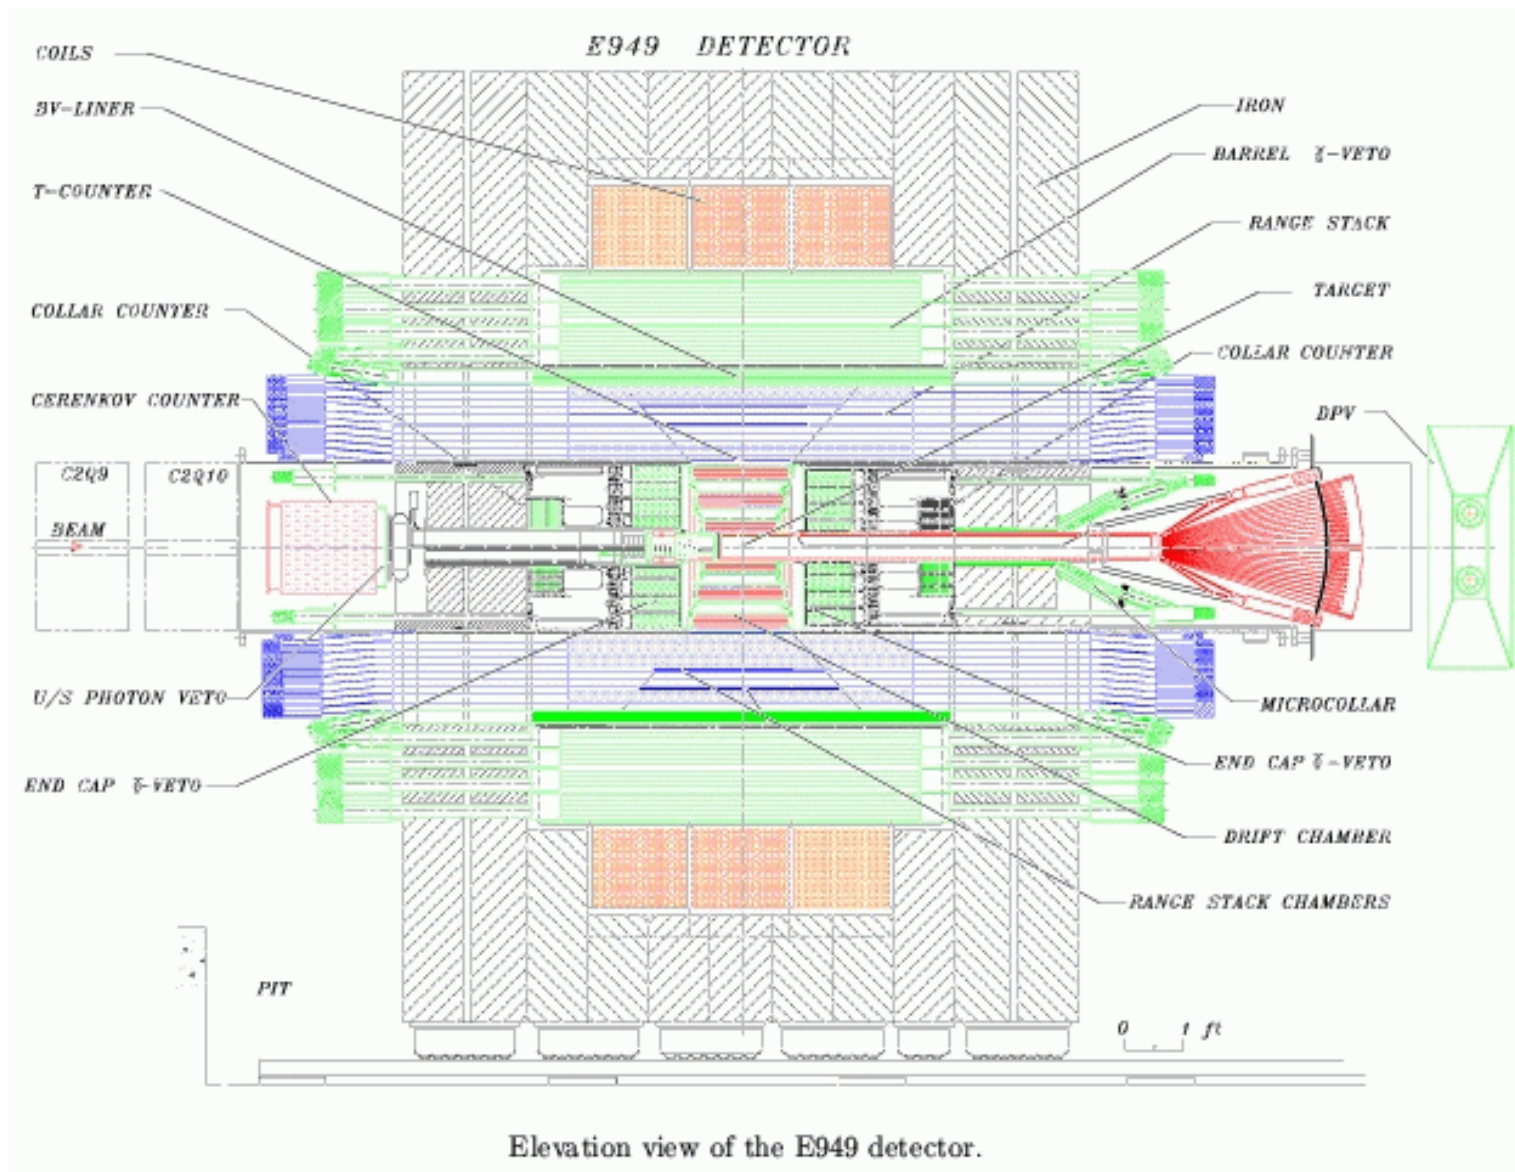 E949 DETECTOR
COILS
BV-LINER
T-COUNTER
COLLAR COUNTER
CERENKOV COUNTER
C2Q9
C2Q10
BEAM
U/S PHOTON VETO
END CAP γ-VETO
IRON
BARREL γ-VETO
RANGE STACK
TARGET
COLLAR COUNTER
DPV
MICROCOLLAR
END CAP γ-VETO
DRIFT CHAMBER
RANGE STACK CHAMBERS
PIT
0 1 ft
Elevation view of the E949 detector.